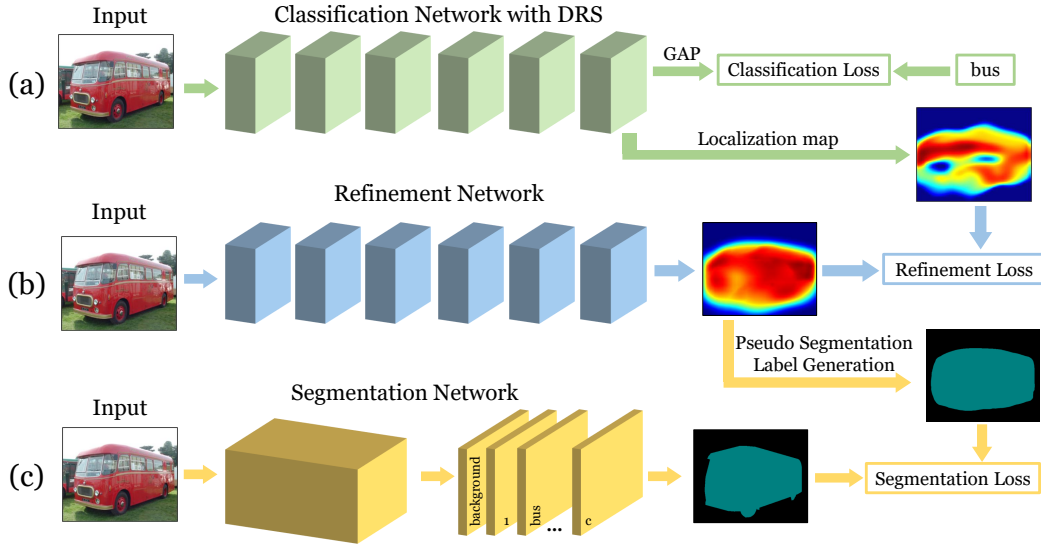 Input
Classification Network with DRS
(a)
GAP
Classification Loss
bus
Localization map
Input
Refinement Network
(b)
Refinement Loss
Pseudo Segmentation
Label Generation
Input
Segmentation Network
(c)
background
1
bus
...
c
Segmentation Loss